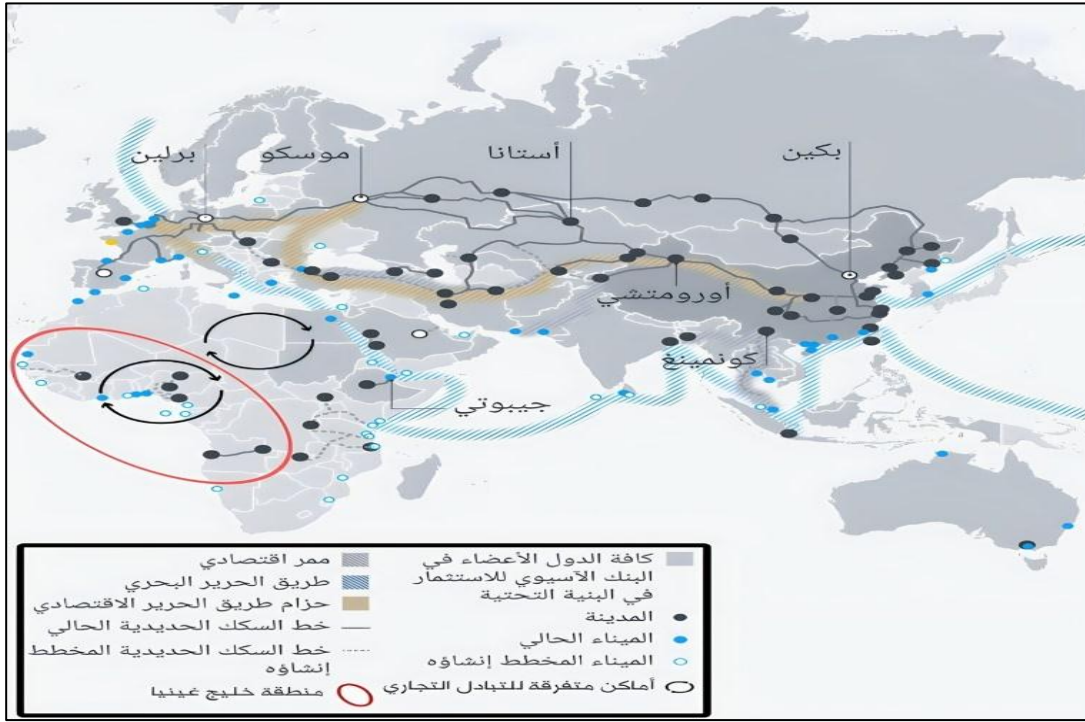 برلين
موسكو
أستانا
بكين
أورومتشي
كونمينغ
جيبوتي
كافة الدول الأعضاء في
البنك الآسيوي للاستثمار
في البنية التحتية
المدينة
الميناء الحالي
الميناء المخطط إنشاؤه
أماكن متفرقة للتبادل التجاري
ممر اقتصادي
طريق الحرير البحري
حزام طريق الحرير الاقتصادي
خط السكك الحديدية الحالي
خط السكك الحديدية المخطط
إنشاؤه
منطقة خليج غينيا